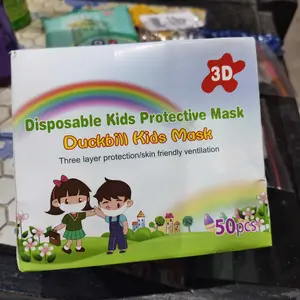 3D
Disposable Kids Protective Mask
Duckbill Kids Mask
Three layer protection/skin friendly ventilation
50pcs